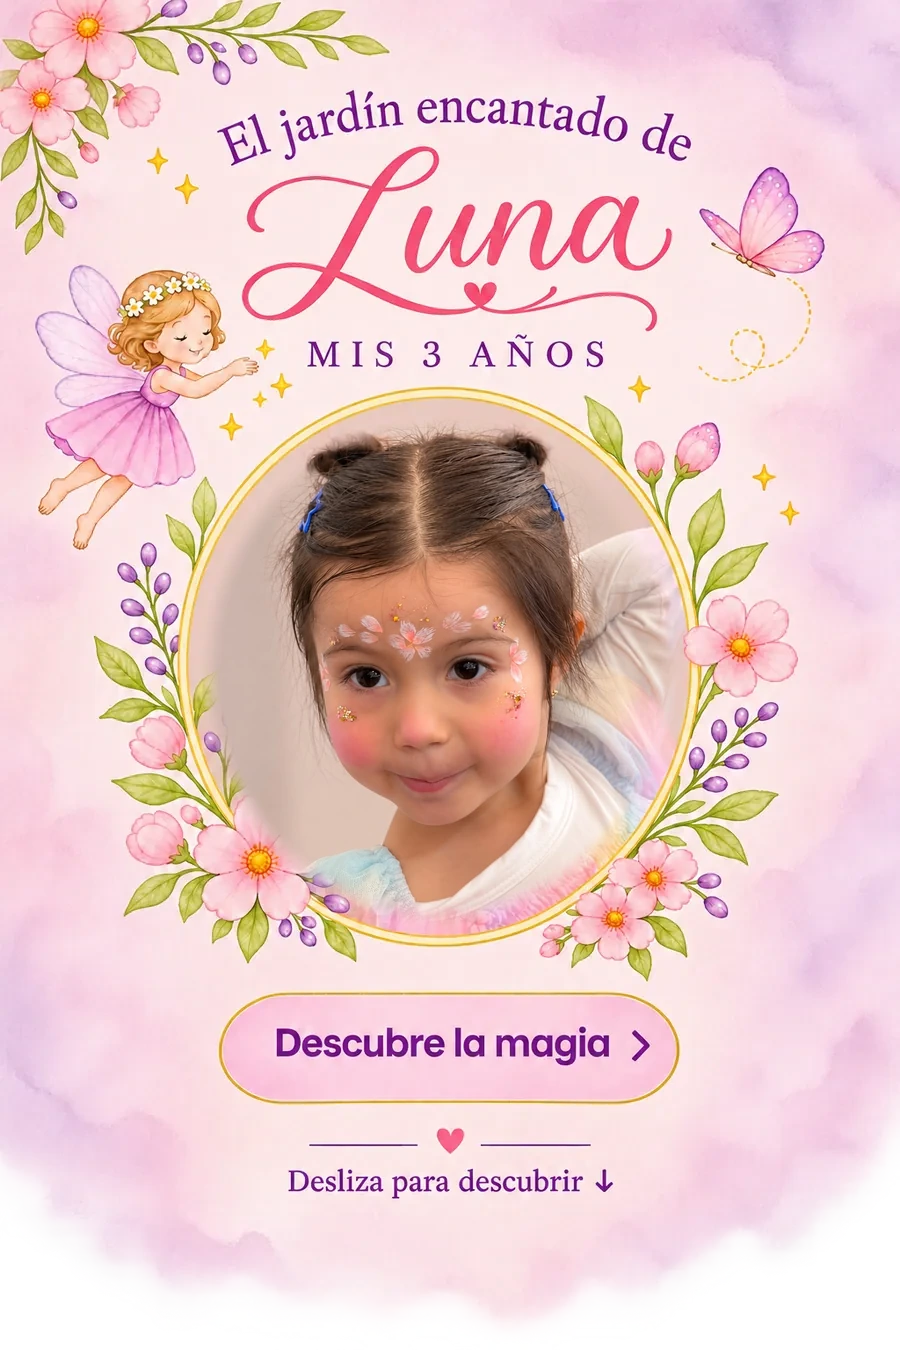 El jardín encantado de
Luna
MIS 3 AÑOS
Descubre la magia >
Desliza para descubrir ↓